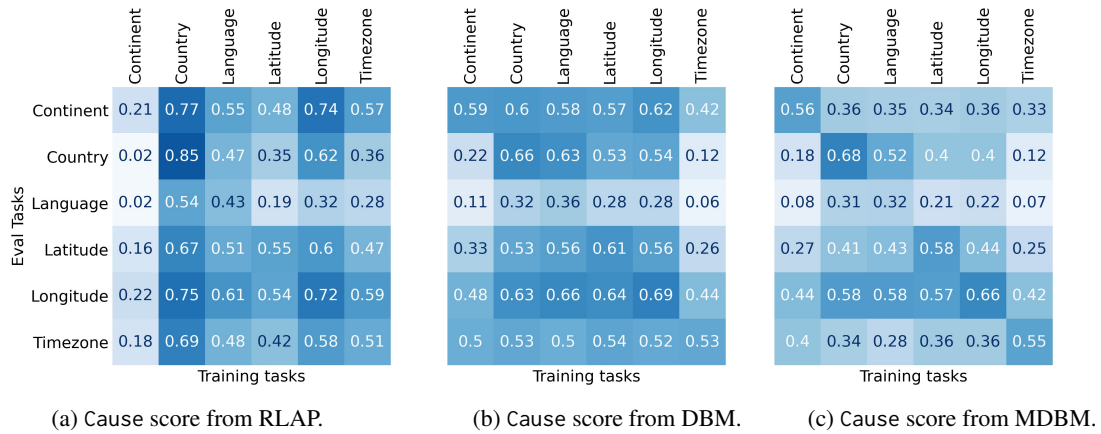 Continent Country Language Latitude Longitude Timezone Continent Country Language Latitude Longitude Timezone Continent Country Language Latitude Longitude Timezone
Eval Tasks
Continent 0.21 0.77 0.55 0.48 0.74 0.57 0.59 0.6 0.58 0.57 0.62 0.42 0.56 0.36 0.35 0.34 0.36 0.33
Country 0.02 0.85 0.47 0.35 0.62 0.36 0.22 0.66 0.63 0.53 0.54 0.12 0.18 0.68 0.52 0.4 0.4 0.12
Language 0.02 0.54 0.43 0.19 0.32 0.28 0.11 0.32 0.36 0.28 0.28 0.06 0.08 0.31 0.32 0.21 0.22 0.07
Latitude 0.16 0.67 0.51 0.55 0.6 0.47 0.33 0.53 0.56 0.61 0.56 0.26 0.27 0.41 0.43 0.58 0.44 0.25
Longitude 0.22 0.75 0.61 0.54 0.72 0.59 0.48 0.63 0.66 0.64 0.69 0.44 0.44 0.58 0.58 0.57 0.66 0.42
Timezone 0.18 0.69 0.48 0.42 0.58 0.51 0.5 0.53 0.5 0.54 0.52 0.53 0.4 0.34 0.28 0.36 0.36 0.55
Training tasks Training tasks Training tasks
(a) Cause score from RLAP. (b) Cause score from DBM. (c) Cause score from MDBM.